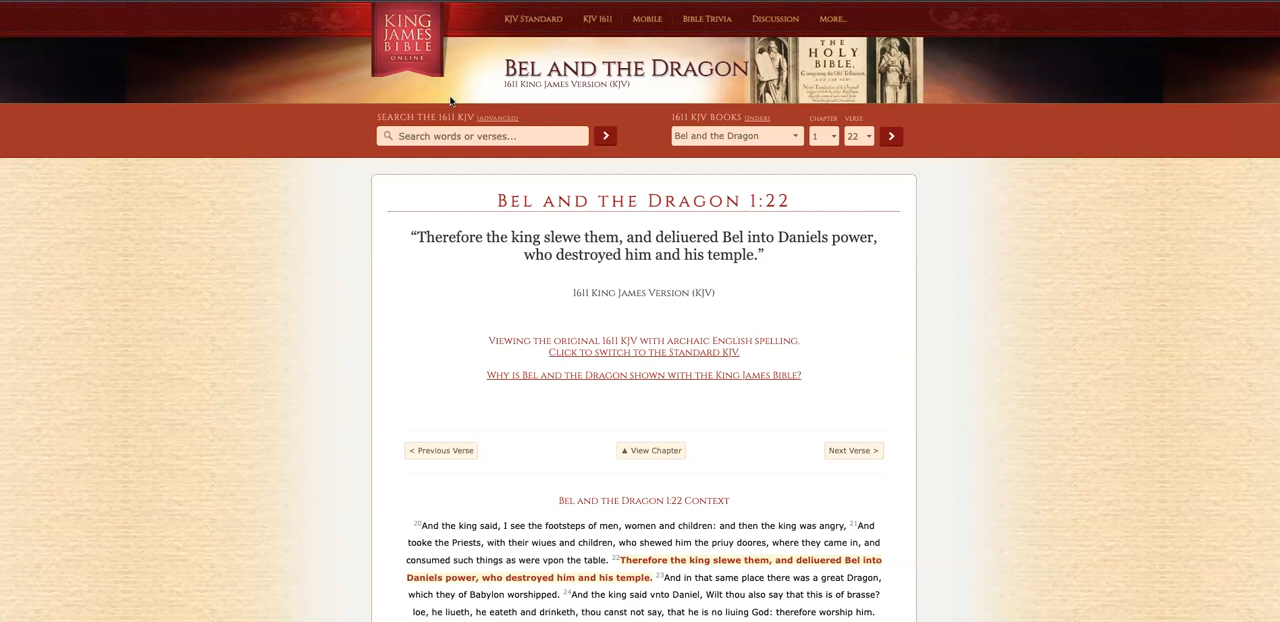 KING
JAMES
BIBLE
ONLINE
KJV STANDARD
KJV 1611
MOBILE
BIBLE TRIVIA
DISCUSSION
MORE...
BEL AND THE DRAGON
1611 KING JAMES VERSION (KJV)
THE
HOLY
BIBLE,
SEARCH THE 1611 KJV [ADVANCED]
Search words or verses...
1611 KJV BOOKS [INDEX]
CHAPTER
VERSE
Bel and the Dragon
1
22
BEL AND THE DRAGON 1:22
“Therefore the king slewe them, and deliuered Bel into Daniels power,
who destroyed him and his temple.”
1611 KING JAMES VERSION (KJV)
VIEWING THE ORIGINAL 1611 KJV WITH ARCHAIC ENGLISH SPELLING.
CLICK TO SWITCH TO THE STANDARD KJV.
WHY IS BEL AND THE DRAGON SHOWN WITH THE KING JAMES BIBLE?
< Previous Verse
▲ View Chapter
Next Verse >
BEL AND THE DRAGON 1:22 CONTEXT
20And the king said, I see the footsteps of men, women and children: and then the king was angry, 21And
tooke the Priests, with their wiues and children, who shewed him the priuy doores, where they came in, and
consumed such things as were vpon the table. 22Therefore the king slewe them, and deliuered Bel into
Daniels power, who destroyed him and his temple. 23And in that same place there was a great Dragon,
which they of Babylon worshipped. 24And the king said vnto Daniel, Wilt thou also say that this is of brasse?
loe, he liueth, he eateth and drinketh, thou canst not say, that he is no liuing God: therefore worship him.